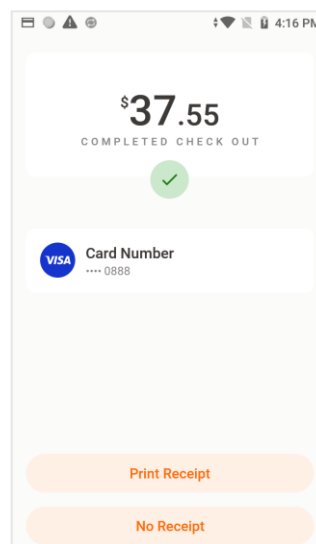 4:16 PM
$37.55
COMPLETED CHECK OUT
VISA
Card Number
•••• 0888
Print Receipt
No Receipt